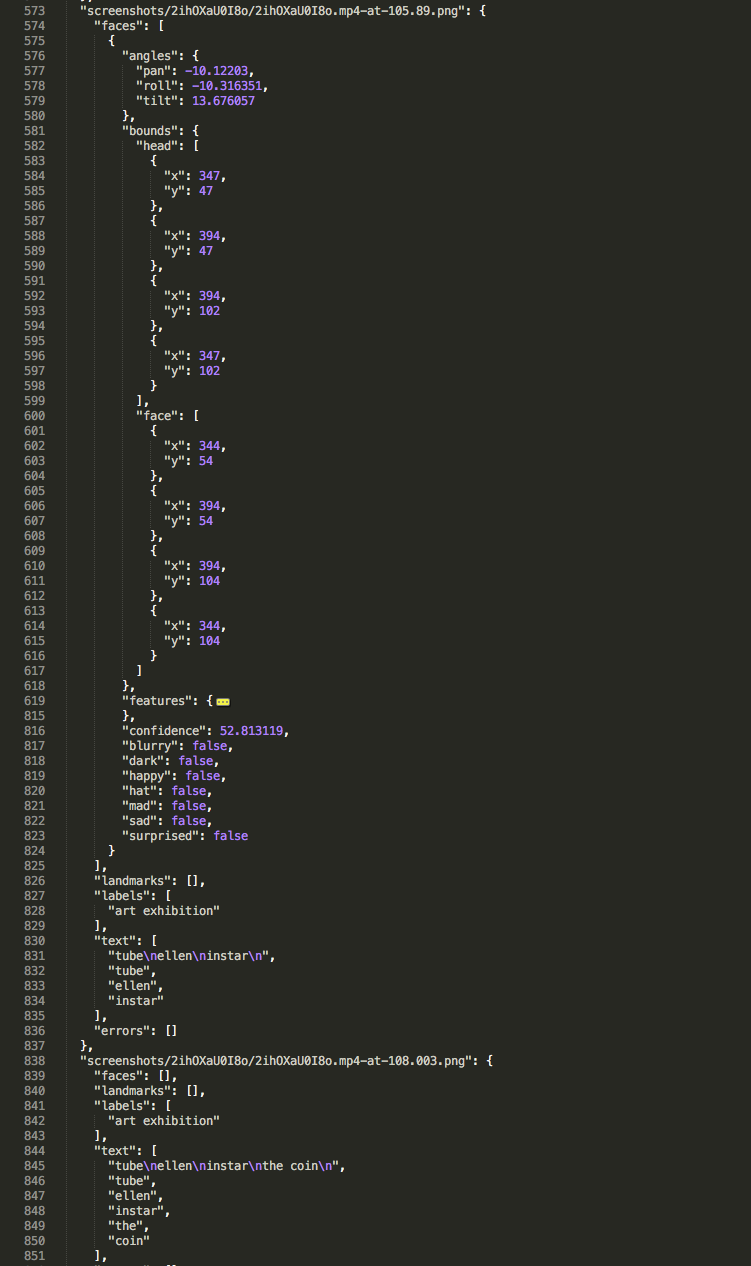 573 "screenshots/2ihOXaU0I8o/2ihOXaU0I8o.mp4-at-105.89.png": {
574 "faces": [
575 {
576 "angles": {
577 "pan": -10.12203,
578 "roll": -10.316351,
579 "tilt": 13.676057
580 },
581 "bounds": {
582 "head": [
583 {
584 "x": 347,
585 "y": 47
586 },
587 {
588 "x": 394,
589 "y": 47
590 },
591 {
592 "x": 394,
593 "y": 102
594 },
595 {
596 "x": 347,
597 "y": 102
598 }
599 ],
600 "face": [
601 {
602 "x": 344,
603 "y": 54
604 },
605 {
606 "x": 394,
607 "y": 54
608 },
609 {
610 "x": 394,
611 "y": 104
612 },
613 {
614 "x": 344,
615 "y": 104
616 }
617 ]
618 },
619 "features": {
815 },
816 "confidence": 52.813119,
817 "blurry": false,
818 "dark": false,
819 "happy": false,
820 "hat": false,
821 "mad": false,
822 "sad": false,
823 "surprised": false
824 }
825 ],
826 "landmarks": [],
827 "labels": [
828 "art exhibition"
829 ],
830 "text": [
831 "tube\nellen\ninstar\n",
832 "tube",
833 "ellen",
834 "instar"
835 ],
836 "errors": []
837 },
838 "screenshots/2ihOXaU0I8o/2ihOXaU0I8o.mp4-at-108.003.png": {
839 "faces": [],
840 "landmarks": [],
841 "labels": [
842 "art exhibition"
843 ],
844 "text": [
845 "tube\nellen\ninstar\nthe coin\n",
846 "tube",
847 "ellen",
848 "instar",
849 "the",
850 "coin"
851 ],